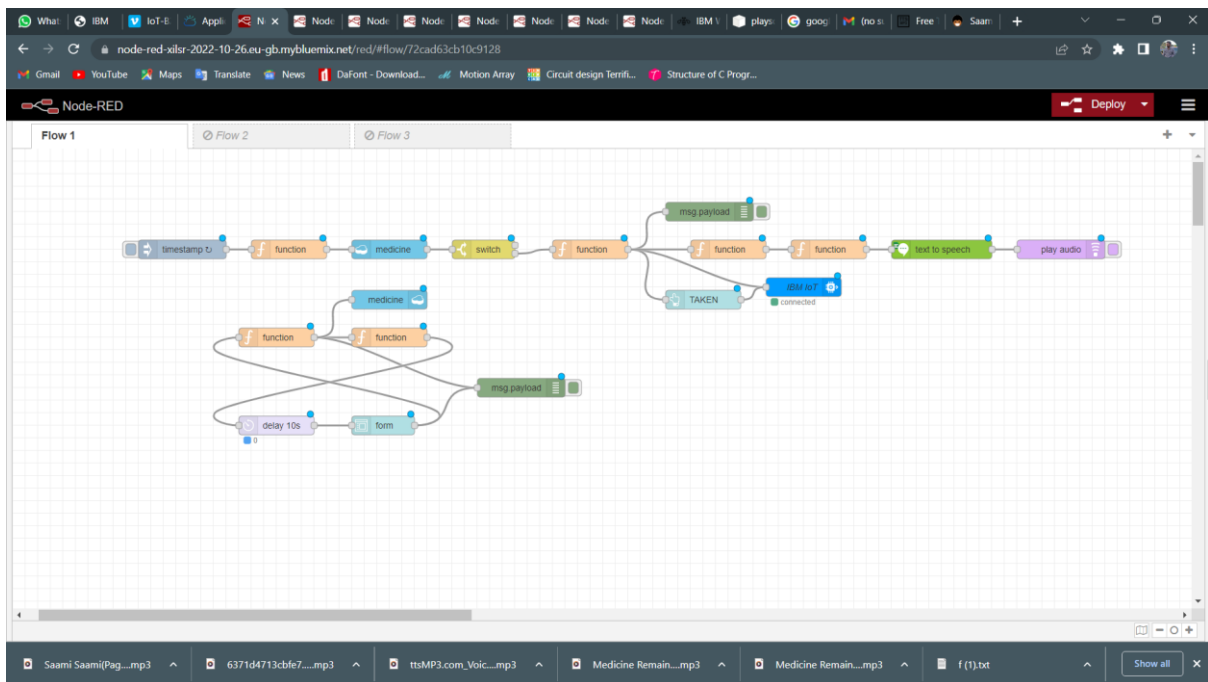 What IBM IoT-B. Appli N Node Node Node Node Node Node Node IBM V plays goog (no su Free Saam
node-red-xilsr-2022-10-26.eu-gb.mybluemix.net/red/#flow/72cad63cb10c9128
Gmail YouTube Maps Translate News DaFont - Download... Motion Array Circuit design Terrifi... Structure of C Progr...
Node-RED Deploy
Flow 1 Flow 2 Flow 3
msg.payload
timestamp ↻ function medicine switch function function function text to speech play audio
medicine TAKEN IBM IoT
connected
function function
msg.payload
delay 10s form
0
Saami Saami(Pag....mp3 6371d4713cbfe7.....mp3 ttsMP3.com_Voic....mp3 Medicine Remain....mp3 Medicine Remain....mp3 f (1).txt Show all